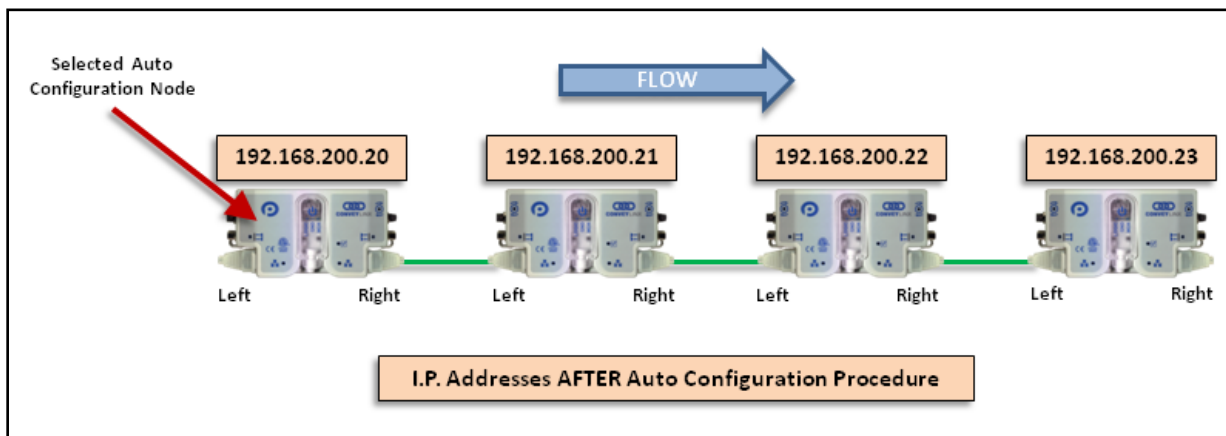 Selected Auto
Configuration Node
FLOW
192.168.200.20
192.168.200.21
192.168.200.22
192.168.200.23
Left
Right
Left
Right
Left
Right
Left
Right
I.P. Addresses AFTER Auto Configuration Procedure